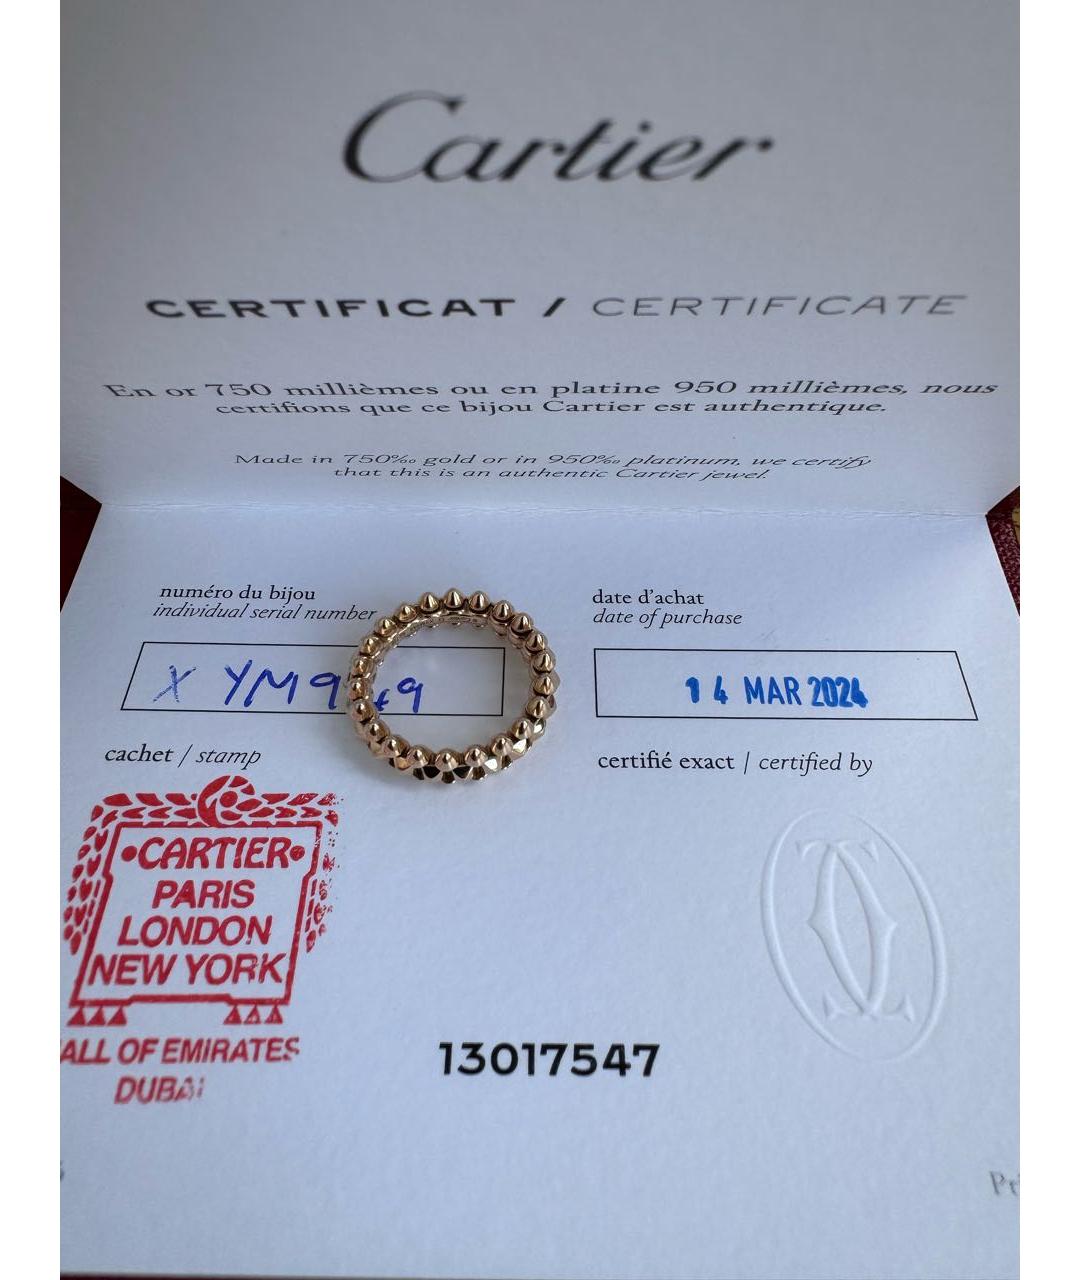 Cartier
CERTIFICAT / CERTIFICATE
En or 750 millièmes ou en platine 950 millièmes, nous
certifions que ce bijou Cartier est authentique.
Made in 750‰ gold or in 950‰ platinum, we certify
that this is an authentic Cartier jewel.
numéro du bijou
individual serial number
date d'achat
date of purchase
X YM9 49
14 MAR 2024
cachet / stamp
certifié exact | certified by
•CARTIER•
PARIS
LONDON
NEW YORK
ALL OF EMIRATES
DUBAI
13017547